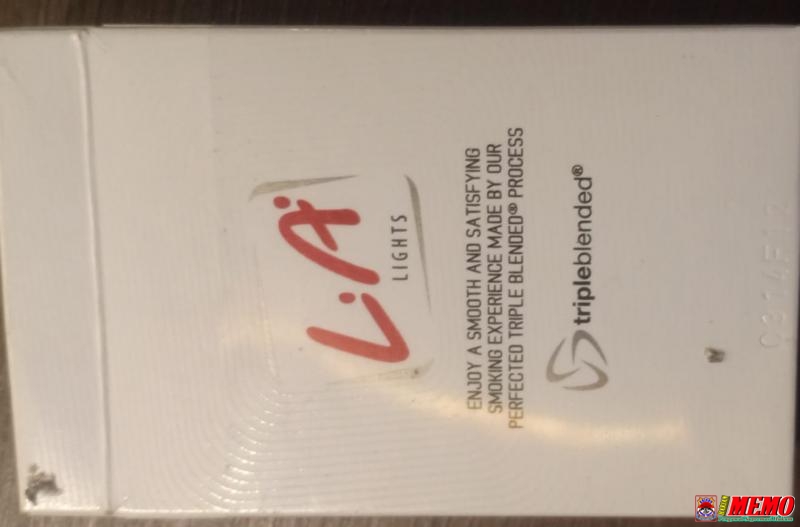 L.A
LIGHTS
ENJOY A SMOOTH AND SATISFYING
SMOKING EXPERIENCE MADE BY OUR
PERFECTED TRIPLE BLENDED® PROCESS
tripleblended®
MEMO